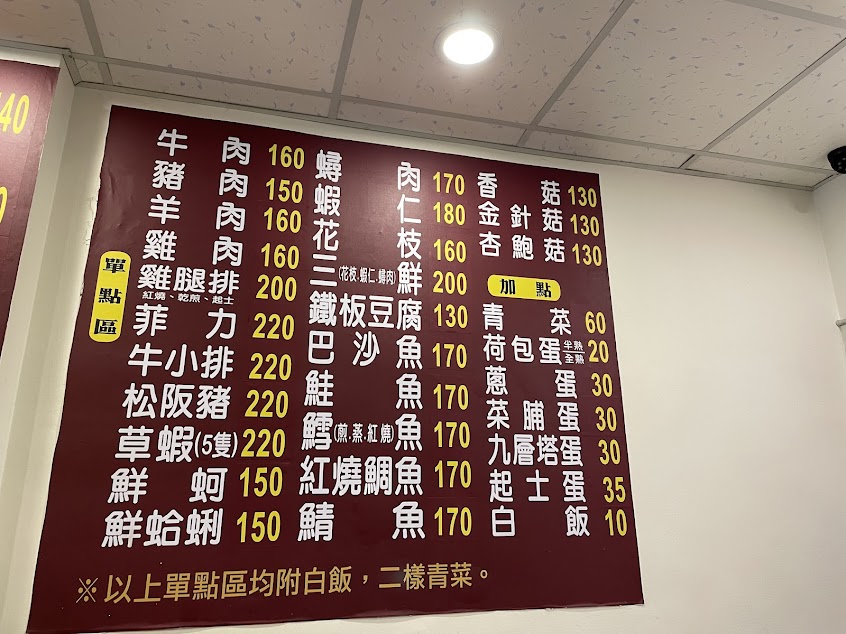 40
0
單點區
牛肉 160
豬肉 150
羊肉 160
雞肉 160
雞腿排 200
紅燒、乾煎、起士
菲力 220
牛小排 220
松阪豬 220
草蝦(5隻) 220
鮮蚵 150
鮮蛤蜊 150
蟳肉 170
蝦仁 180
花枝 160
三(花枝.蝦仁.蟳肉)鮮 200
鐵板豆腐 130
巴沙魚 170
鮭魚 170
鱈(煎.蒸.紅燒)魚 170
紅燒鯛魚 170
鯖魚 170
香菇 130
金針菇 130
杏鮑菇 130
加點
青菜 60
荷包蛋 半熟 全熟 20
蔥蛋 30
菜脯蛋 30
九層塔蛋 30
起士蛋 35
白飯 10
※以上單點區均附白飯，二樣青菜。